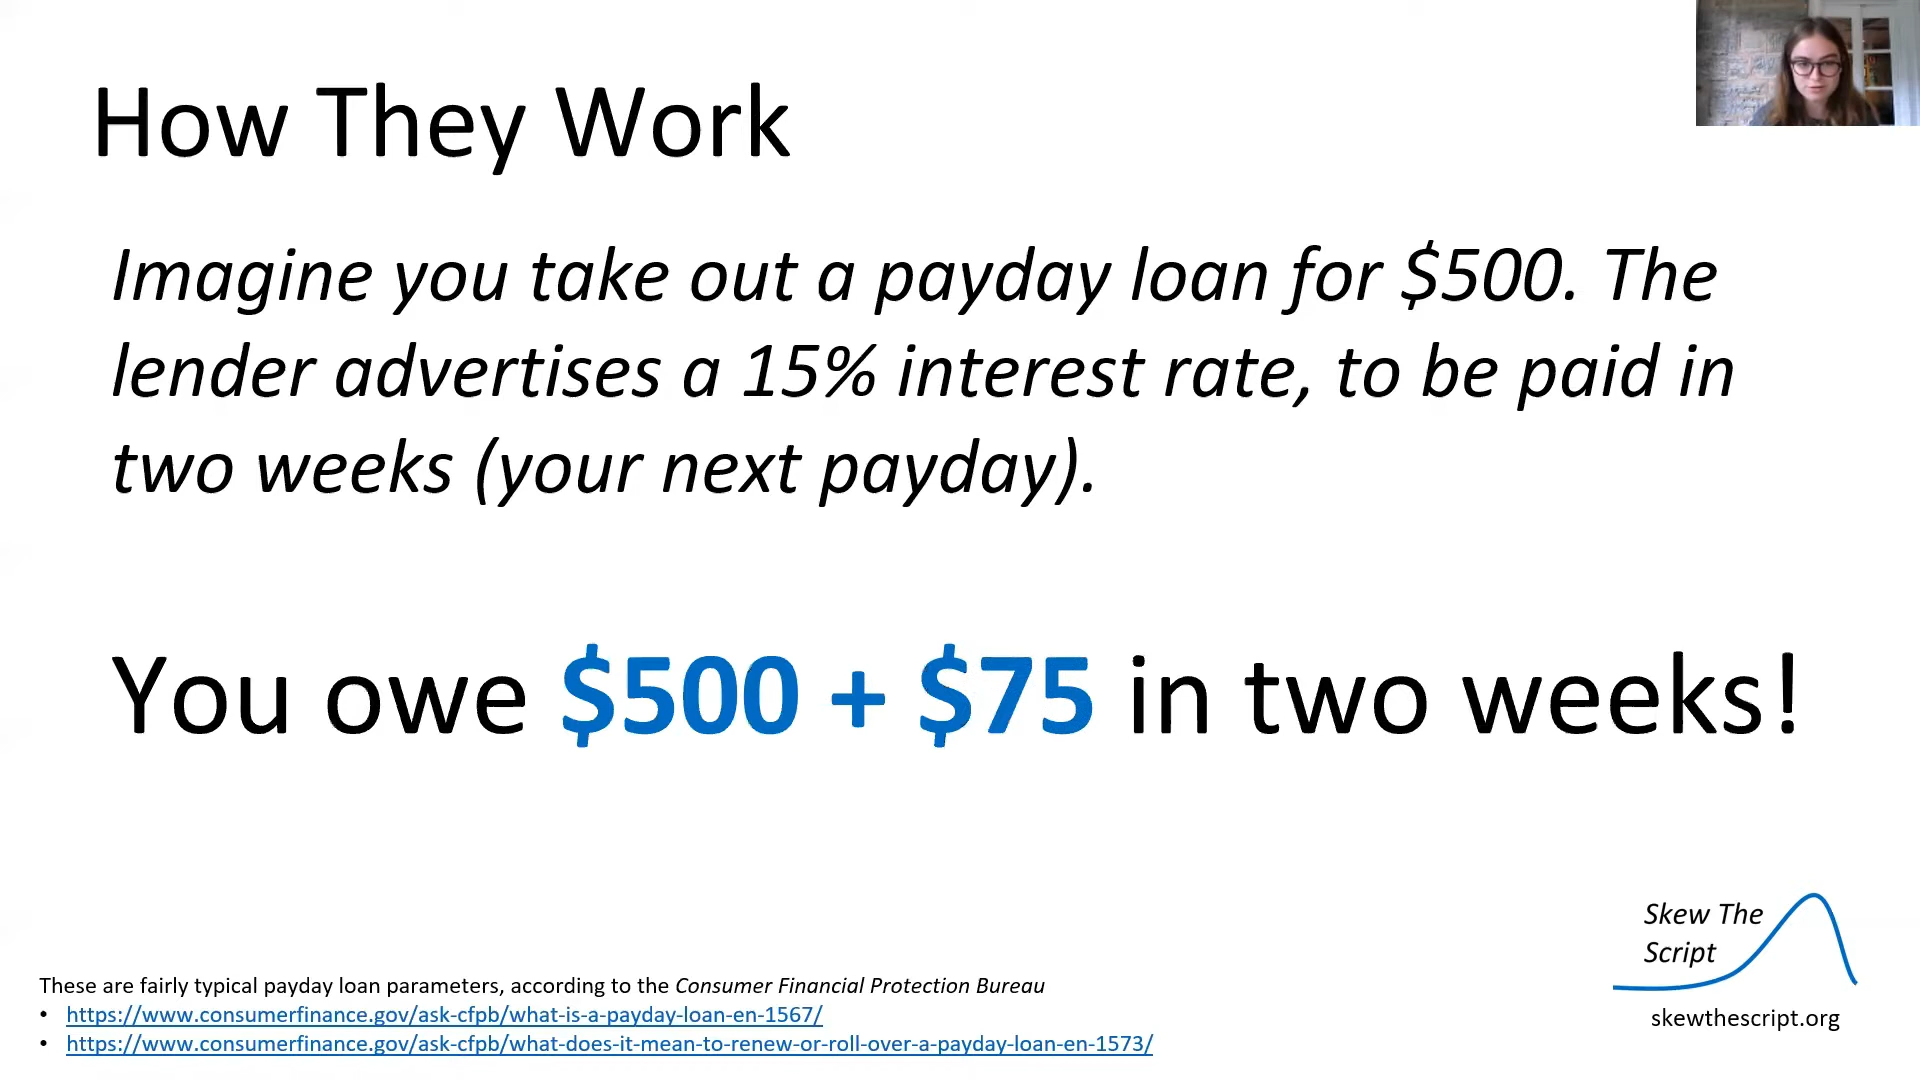 How They Work
Imagine you take out a payday loan for $500. The
lender advertises a 15% interest rate, to be paid in
two weeks (your next payday).
You owe $500 + $75 in two weeks!
Skew The
Script
skewthescript.org
These are fairly typical payday loan parameters, according to the Consumer Financial Protection Bureau
• https://www.consumerfinance.gov/ask-cfpb/what-is-a-payday-loan-en-1567/
• https://www.consumerfinance.gov/ask-cfpb/what-does-it-mean-to-renew-or-roll-over-a-payday-loan-en-1573/